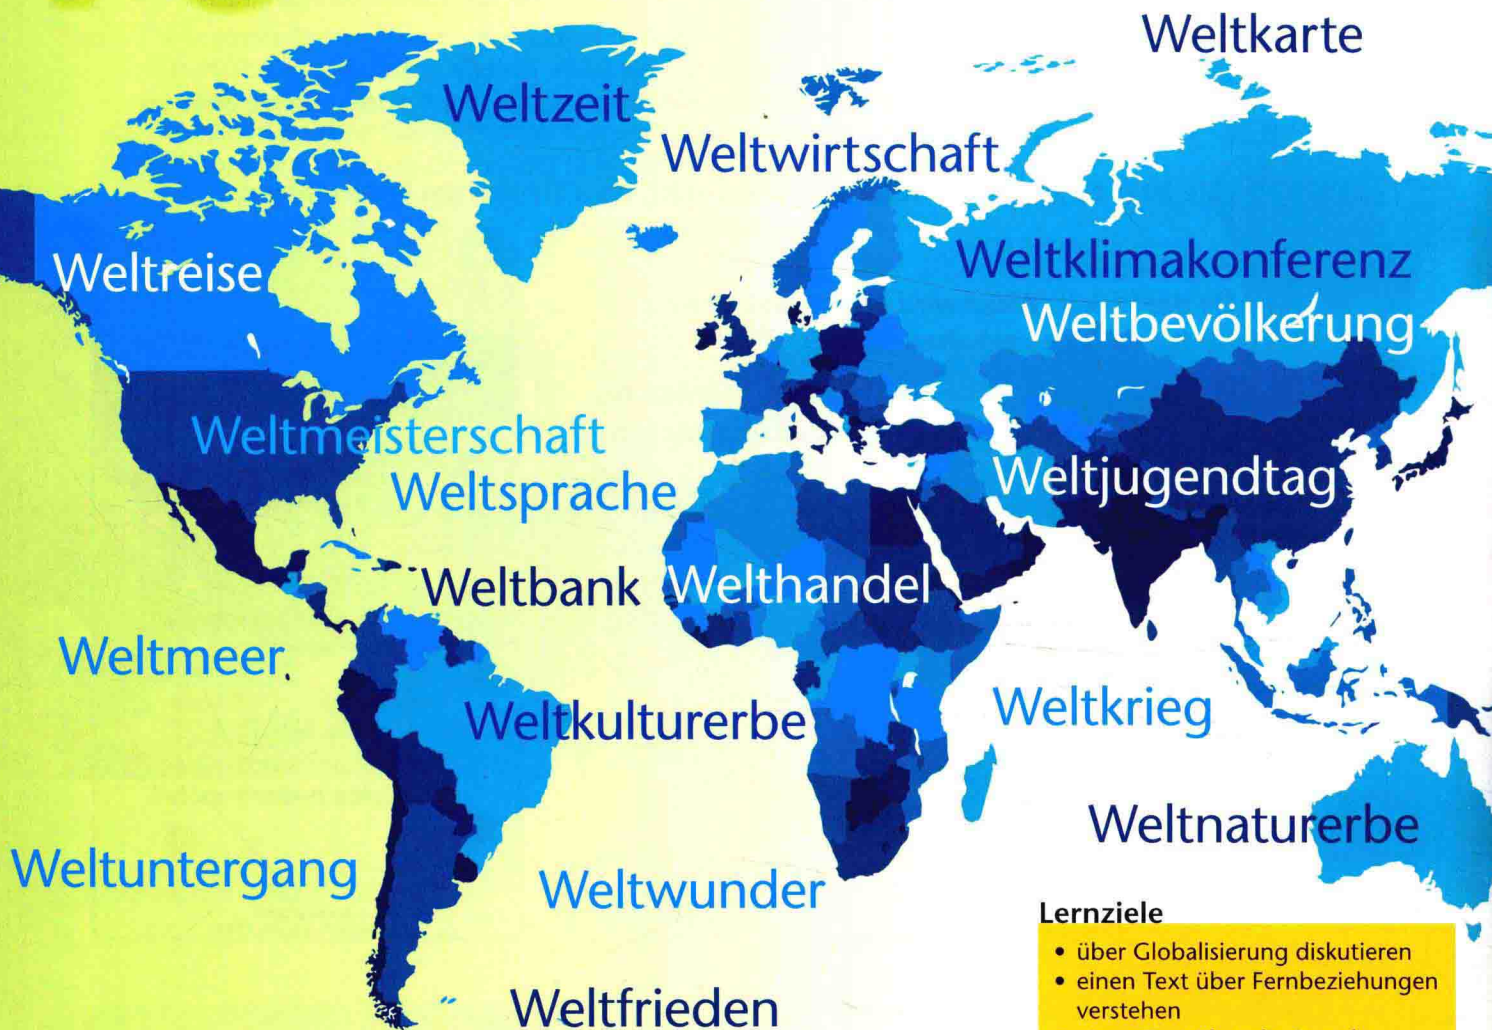 Weltkarte
Weltzeit
Weltwirtschaft
Weltreise
Weltklimakonferenz
Weltbevölkerung
Weltmeisterschaft
Weltsprache
Weltjugendtag
Weltbank
Welthandel
Weltmeer
Weltkulturerbe
Weltkrieg
Weltnaturerbe
Weltuntergang
Weltwunder
Weltfrieden
Lernziele
• über Globalisierung diskutieren
• einen Text über Fernbeziehungen
verstehen